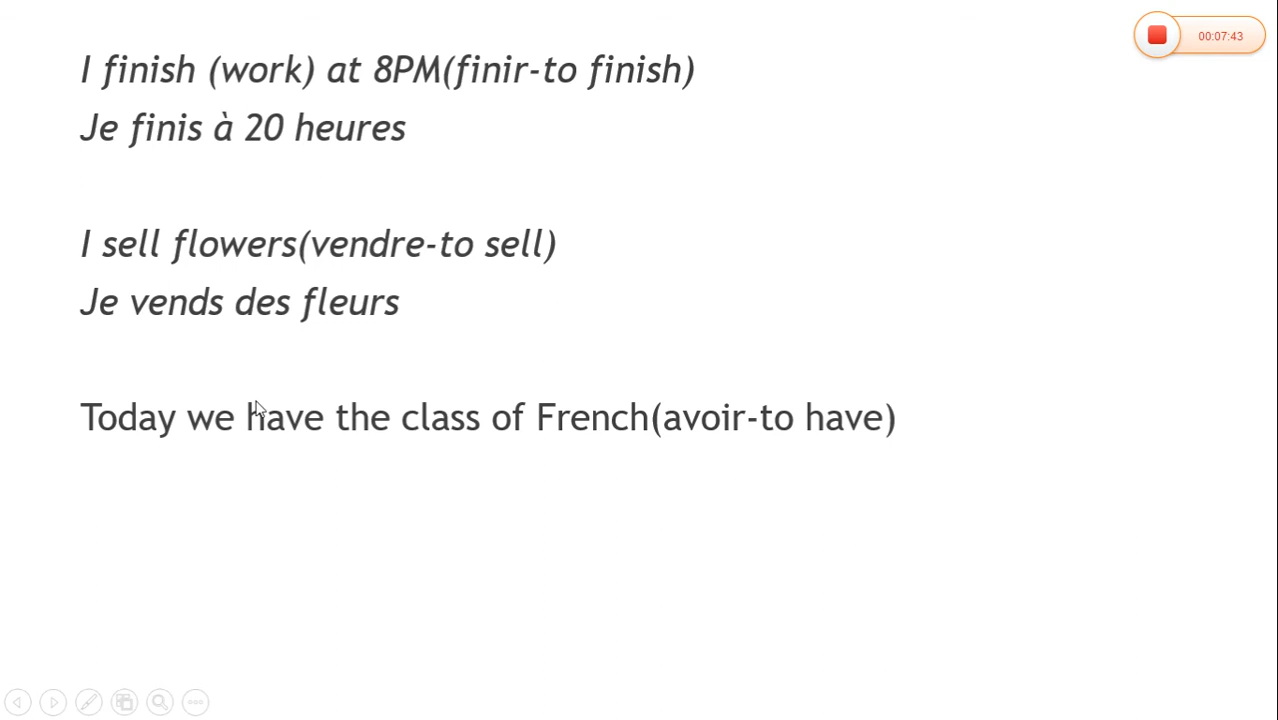 00:07:43
I finish (work) at 8PM(finir-to finish)
Je finis à 20 heures
I sell flowers(vendre-to sell)
Je vends des fleurs
Today we have the class of French(avoir-to have)